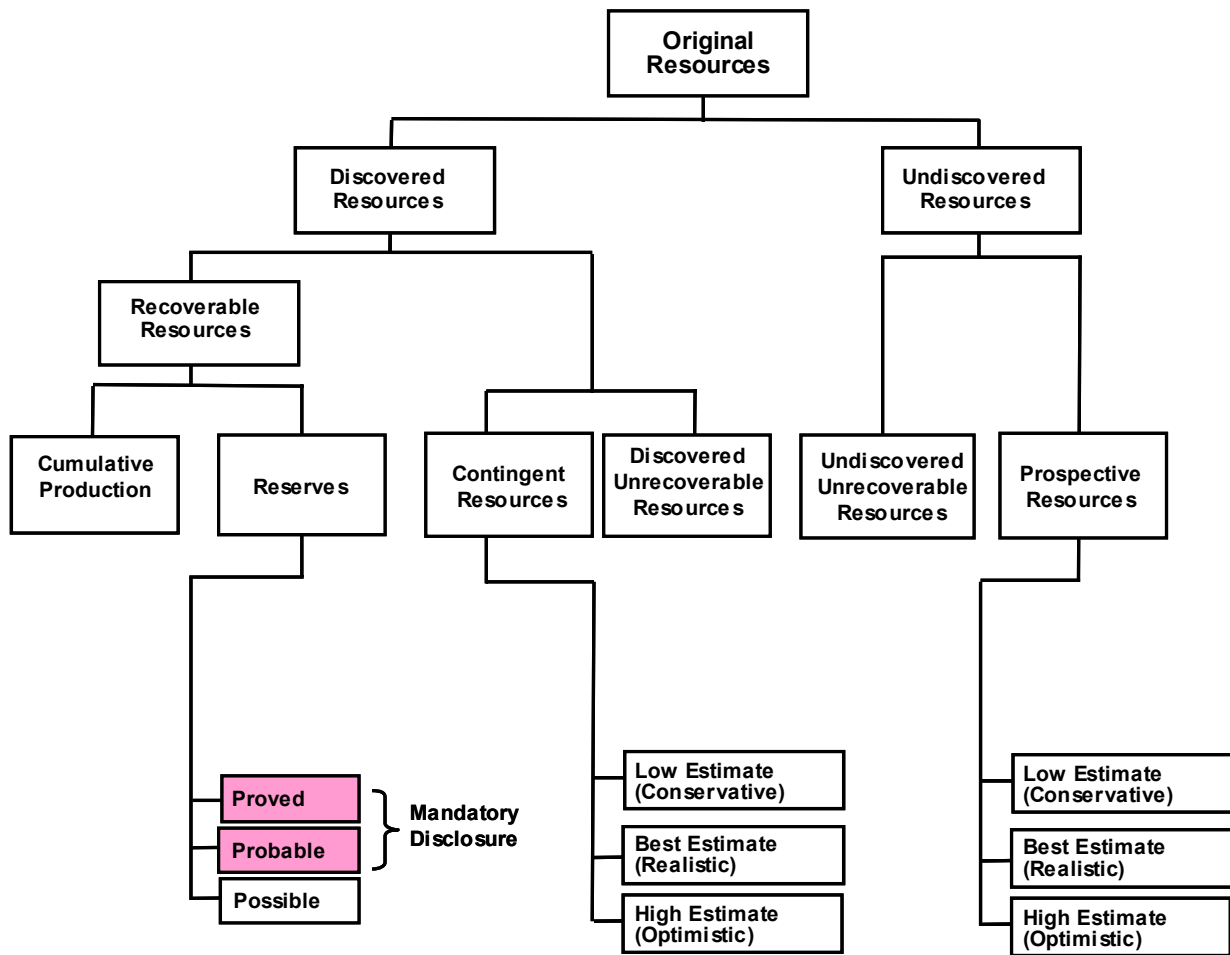 Original
Resources
Discovered
Resources
Undiscovered
Resources
Recoverable
Resources
Cumulative
Production
Reserves
Contingent
Resources
Discovered
Unrecoverable
Resources
Undiscovered
Unrecoverable
Resources
Prospective
Resources
Proved
Probable
Possible
Mandatory
Disclosure
Low Estimate
(Conservative)
Best Estimate
(Realistic)
High Estimate
(Optimistic)
Low Estimate
(Conservative)
Best Estimate
(Realistic)
High Estimate
(Optimistic)